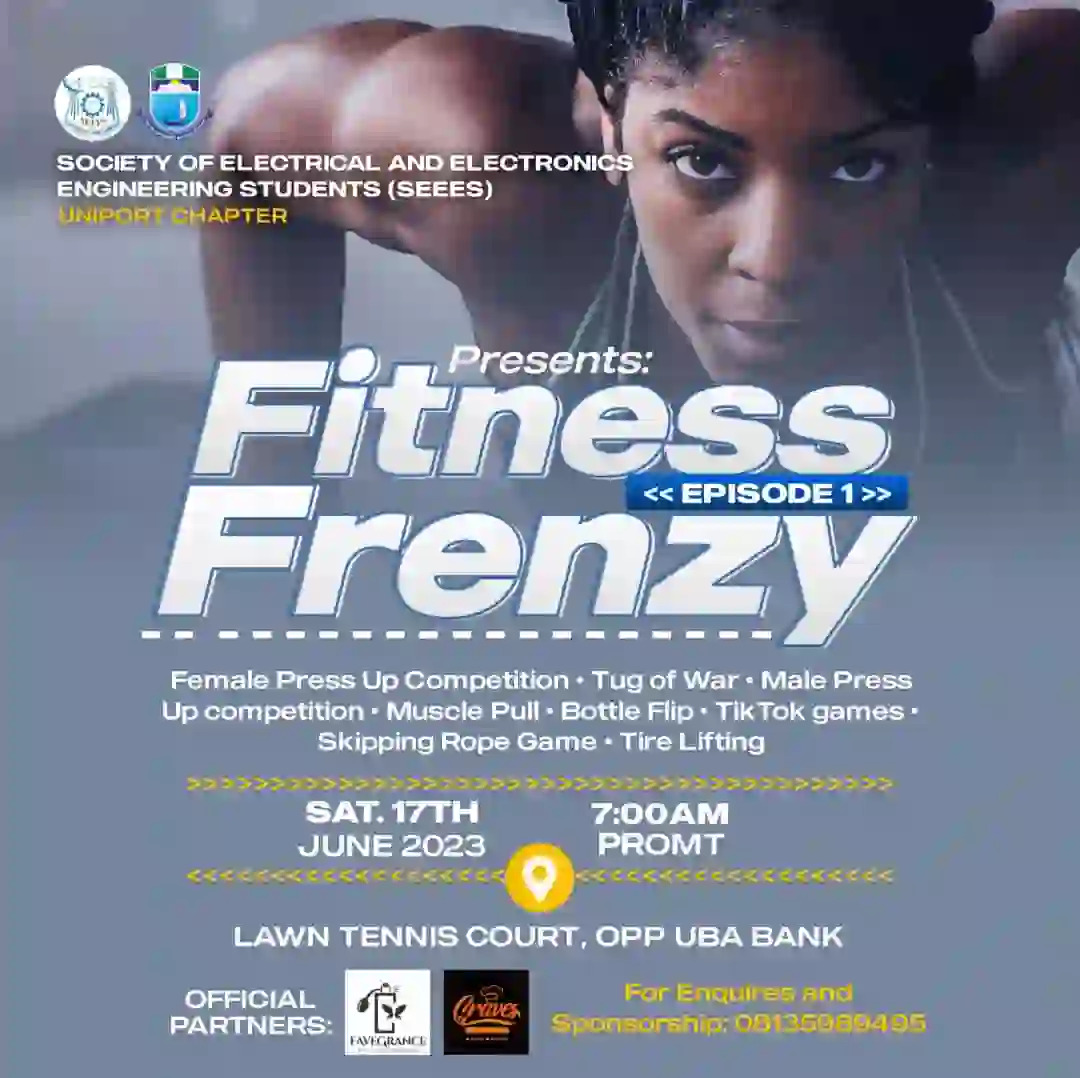 SOCIETY OF ELECTRICAL AND ELECTRONICS
ENGINEERING STUDENTS (SEEES)
UNIPORT CHAPTER
Presents:
Fitness
<< EPISODE 1 >>
Frenzy
Female Press Up Competition • Tug of War • Male Press
Up competition • Muscle Pull • Bottle Flip • TikTok games •
Skipping Rope Game • Tire Lifting
>>>>>>>>>>>>>>>>>>>>>>>>>>>>>>>>>>>>>>>>>>>>>>>>>>>
SAT. 17TH
JUNE 2023
7:00AM
PROMT
<<<<<<<<<<<<<<<<<<<<<<< <<<<<<<<<<<<<<<<<<<<<<<
LAWN TENNIS COURT, OPP UBA BANK
OFFICIAL
PARTNERS:
FAVEGRANCE
Craves
For Enquires and
Sponsorship: 08135989495